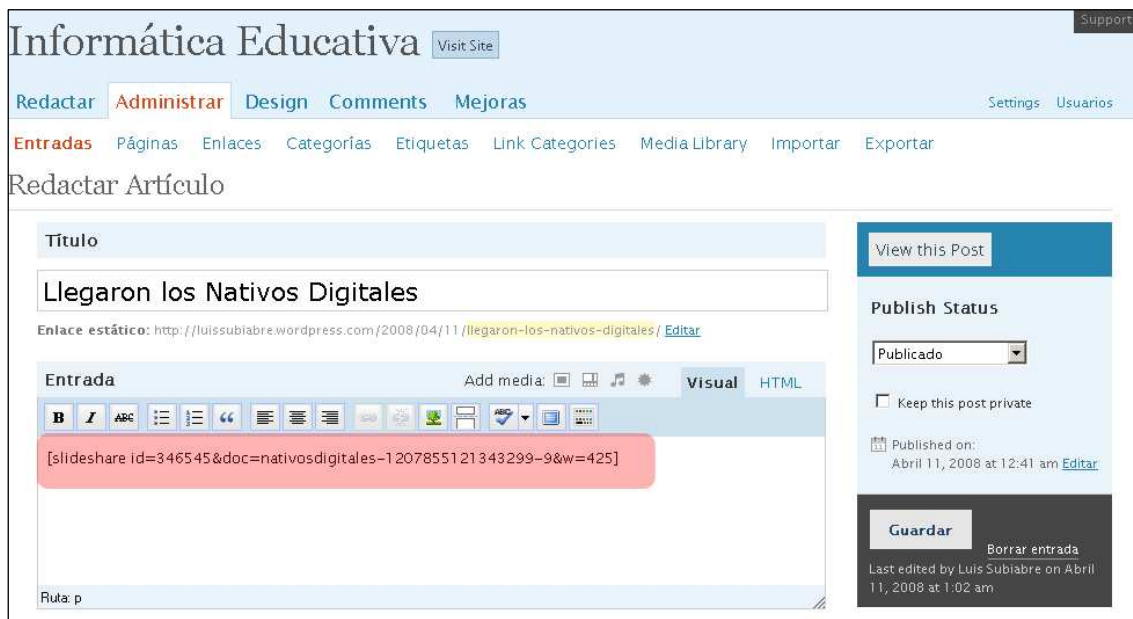 Support
Informática Educativa Visit Site
Redactar Administrar Design Comments Mejoras Settings Usuarios
Entradas Páginas Enlaces Categorías Etiquetas Link Categories Media Library Importar Exportar
Redactar Artículo
Título
Llegaron los Nativos Digitales
Enlace estático: http://luissubiabre.wordpress.com/2008/04/11/llegaron-los-nativos-digitales/ Editar
Entrada Add media: Visual HTML
B I ABC ABC
[slideshare id=346545&doc=nativosdigitales-1207855121343299-9&w=425]
Ruta: p
View this Post
Publish Status
Publicado
Keep this post private
Published on:
Abril 11, 2008 at 12:41 am Editar
Guardar
Borrar entrada
Last edited by Luis Subiabre on Abril
11, 2008 at 1:02 am